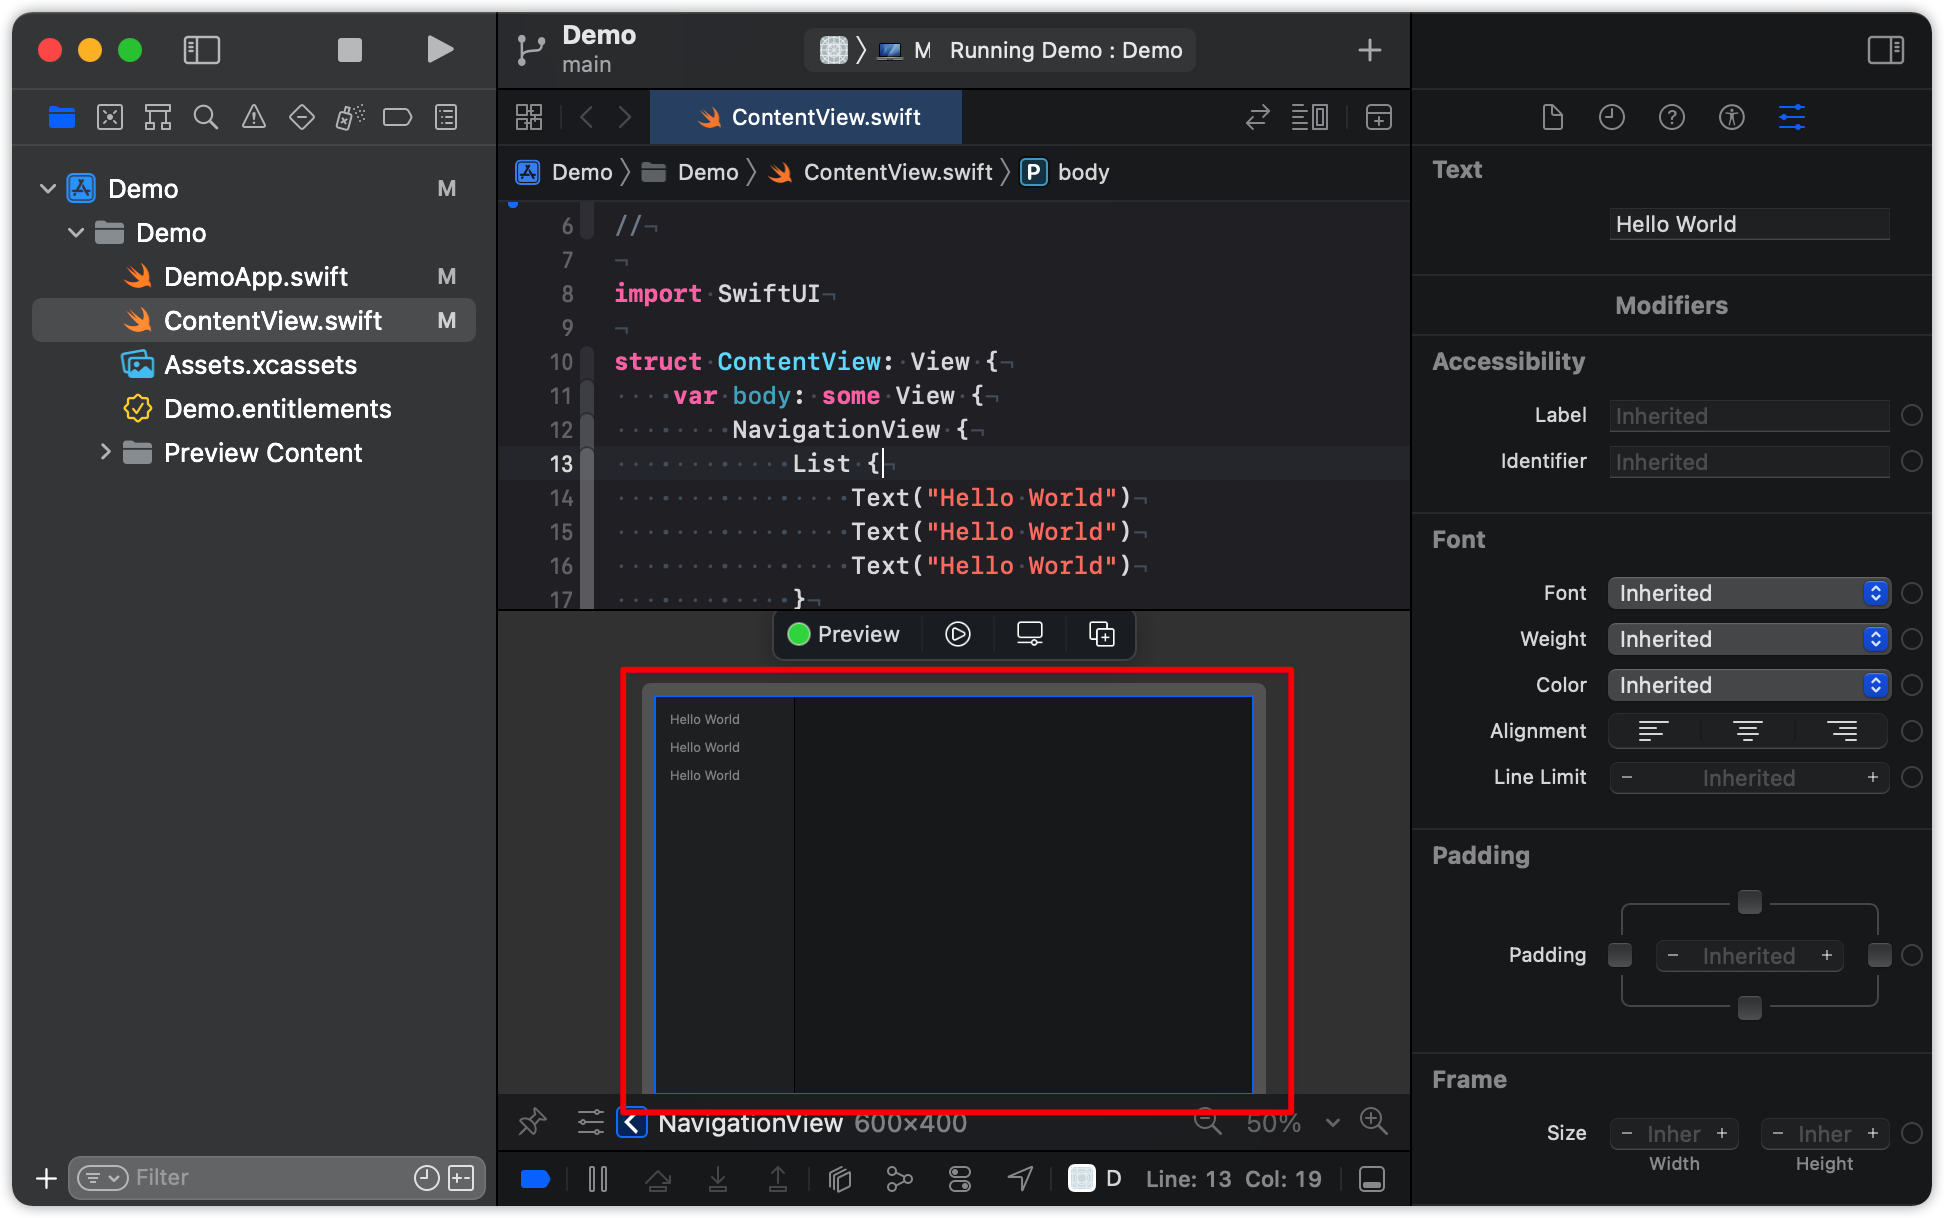 Demo
main
M Running Demo : Demo
ContentView.swift
Demo M
Demo
DemoApp.swift M
ContentView.swift M
Assets.xcassets
Demo.entitlements
Preview Content
Filter
Demo 〉 Demo 〉 ContentView.swift 〉 P body
6 //¬
7 ¬
8 import SwiftUI¬
9 ¬
10 struct ContentView: View {¬
11 var body: some View {¬
12 NavigationView {¬
13 List {¬
14 Text("Hello World")¬
15 Text("Hello World")¬
16 Text("Hello World")¬
17 }¬
Preview
Hello World
Hello World
Hello World
NavigationView 600×400 50%
D Line: 13 Col: 19
Text
Hello World
Modifiers
Accessibility
Label Inherited
Identifier Inherited
Font
Font Inherited
Weight Inherited
Color Inherited
Alignment
Line Limit − Inherited +
Padding
Padding − Inherited +
Frame
Size − Inher + − Inher +
Width Height